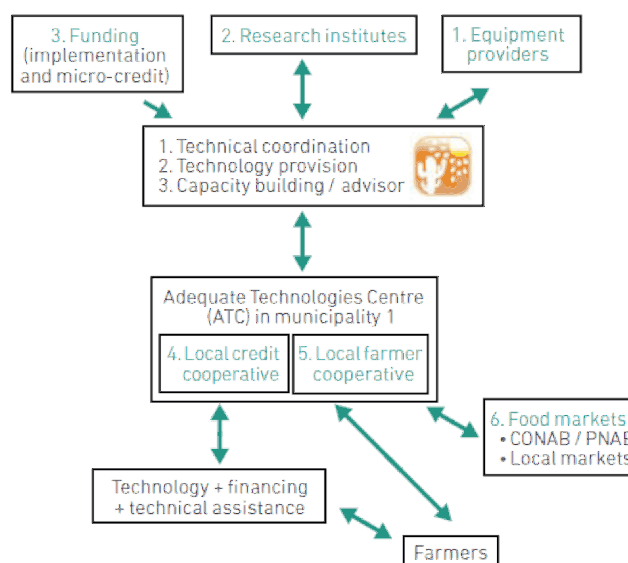 3. Funding
(implementation
and micro-credit)
2. Research institutes
1. Equipment
providers
1. Technical coordination
2. Technology provision
3. Capacity building / advisor
Adequate Technologies Centre
(ATC) in municipality 1
4. Local credit
cooperative
5. Local farmer
cooperative
6. Food markets
• CONAB / PNAE
• Local markets
Technology + financing
+ technical assistance
Farmers